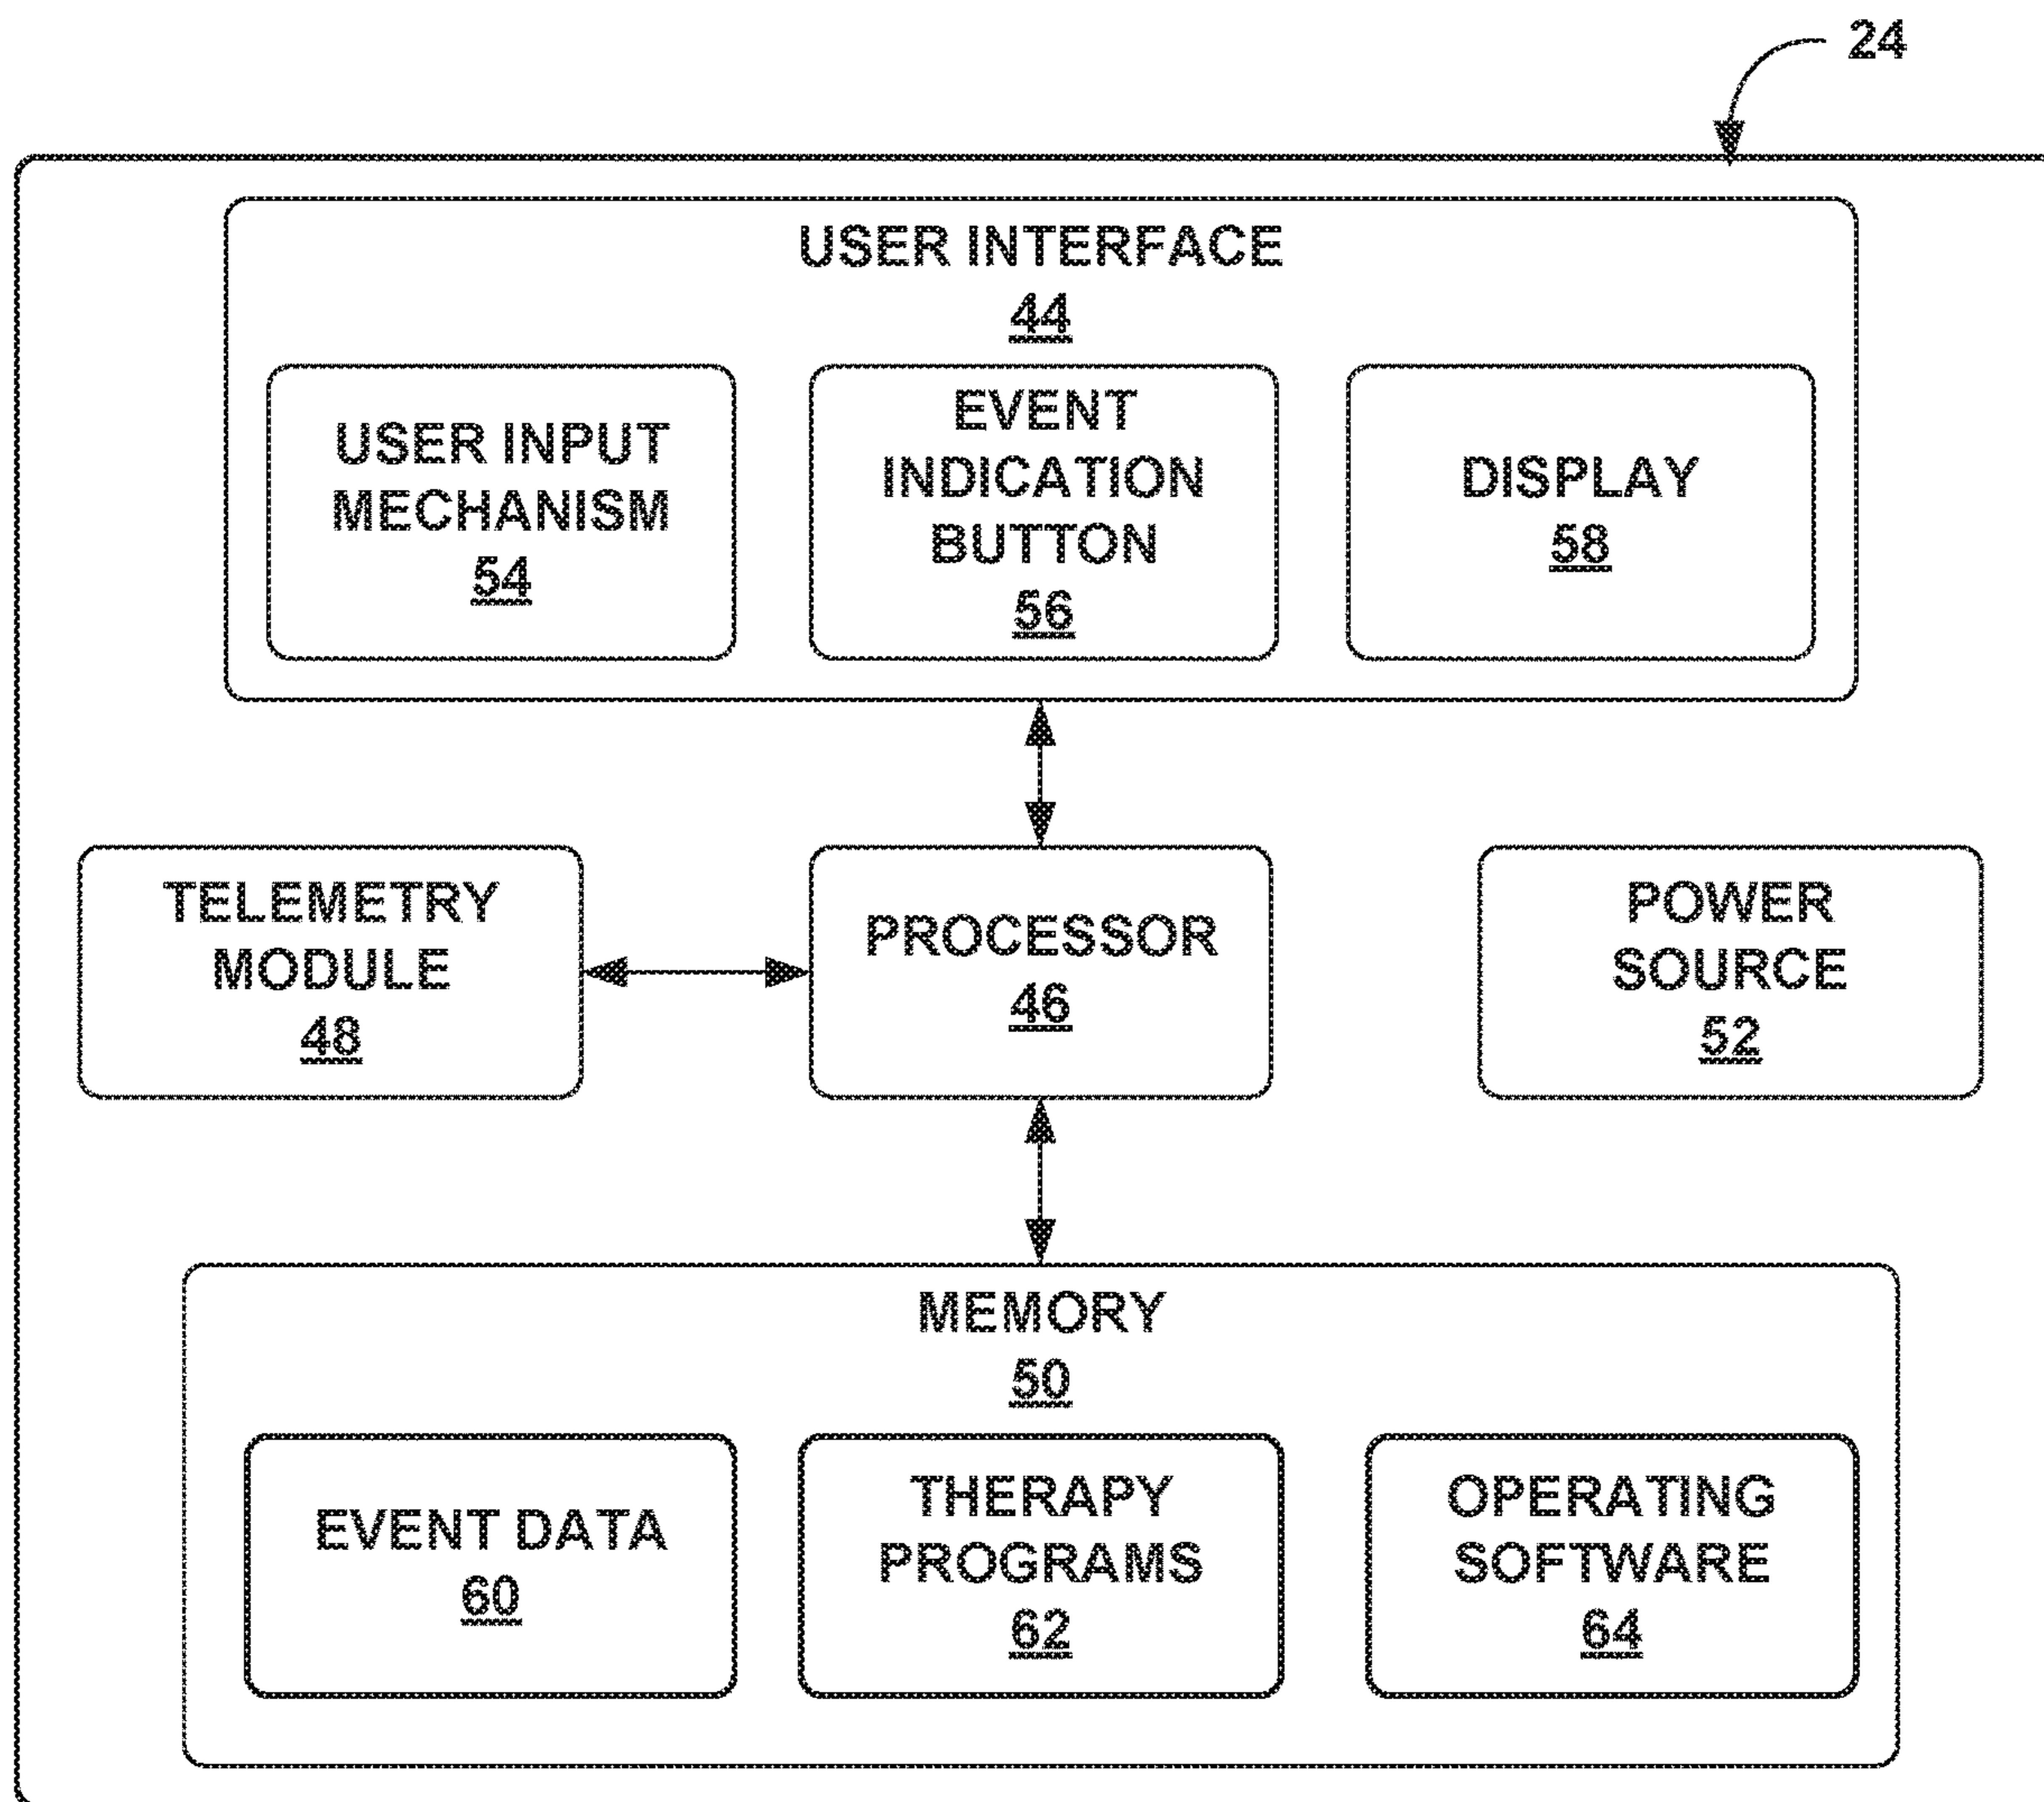 24
USER INTERFACE
44
USER INPUT
MECHANISM
54
EVENT
INDICATION
BUTTON
56
DISPLAY
58
TELEMETRY
MODULE
48
PROCESSOR
46
POWER
SOURCE
52
MEMORY
50
EVENT DATA
60
THERAPY
PROGRAMS
62
OPERATING
SOFTWARE
64